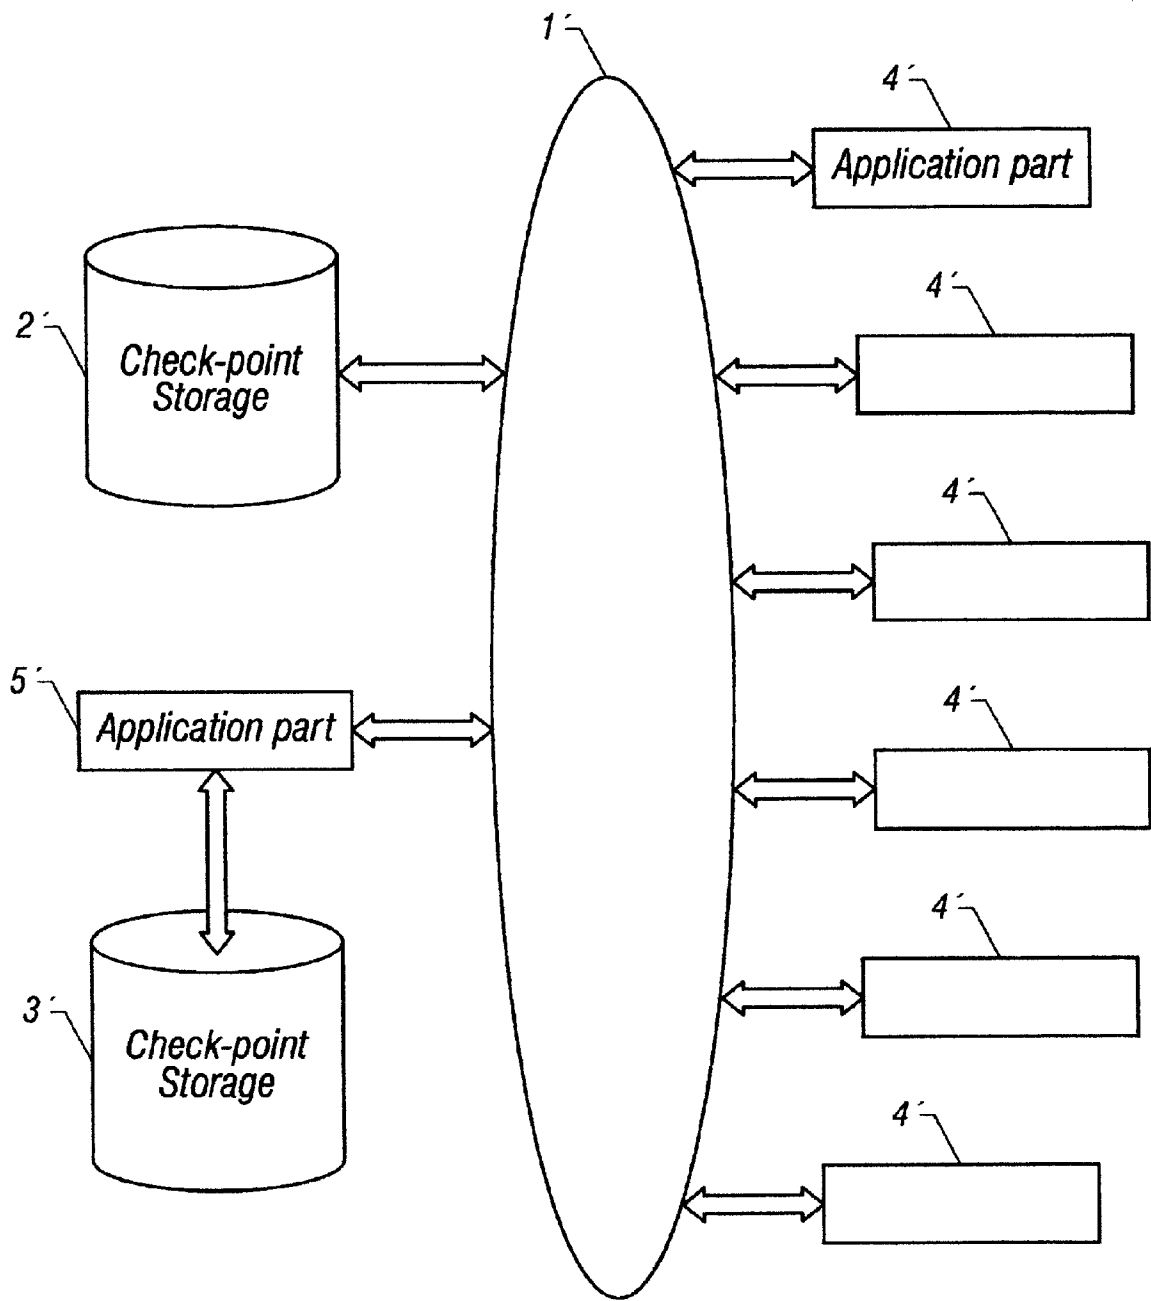 1´
4´
Application part
4´
2´
Check-point
Storage
4´
5´
Application part
4´
4´
3´
Check-point
Storage
4´